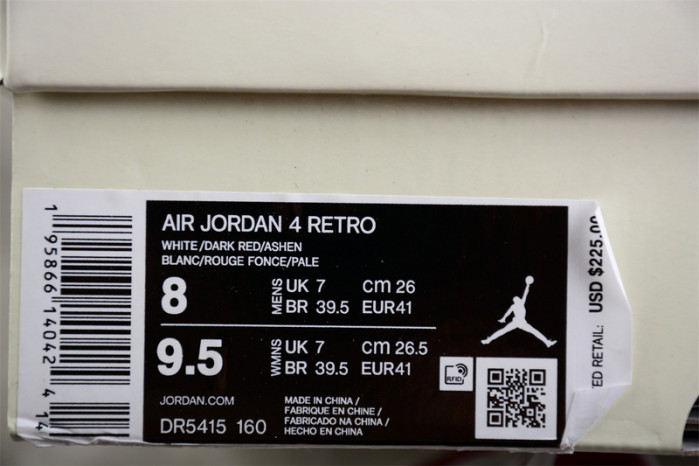 1 95866 14042 4
AIR JORDAN 4 RETRO
WHITE/DARK RED/ASHEN
BLANC/ROUGE FONCE/PALE
8
MENS
UK 7 cm 26
BR 39.5 EUR41
9.5
WMNS
UK 7 cm 26.5
BR 39.5 EUR41
RFID
JORDAN.COM
DR5415 160
MADE IN CHINA /
FABRIQUE EN CHINE /
FABRICADO NA CHINA /
HECHO EN CHINA
TED RETAIL: USD $225.00